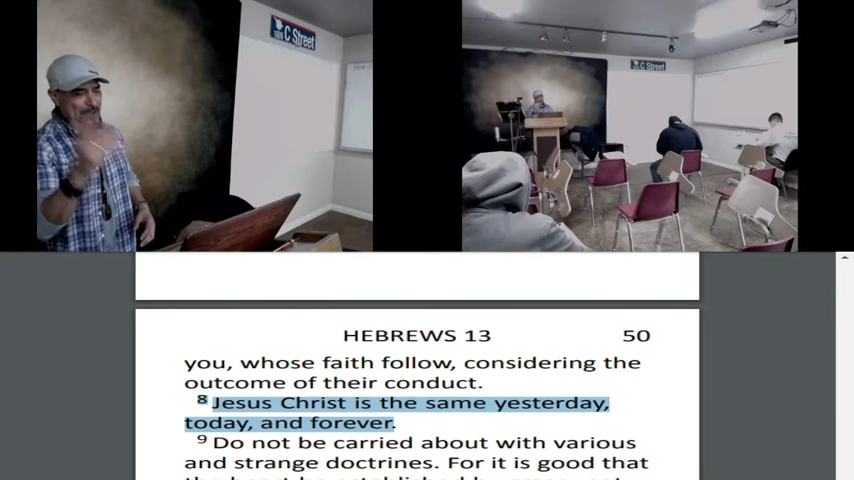 C Street
C Street
HEBREWS 13 50
you, whose faith follow, considering the
outcome of their conduct.
8 Jesus Christ is the same yesterday,
today, and forever.
9 Do not be carried about with various
and strange doctrines. For it is good that